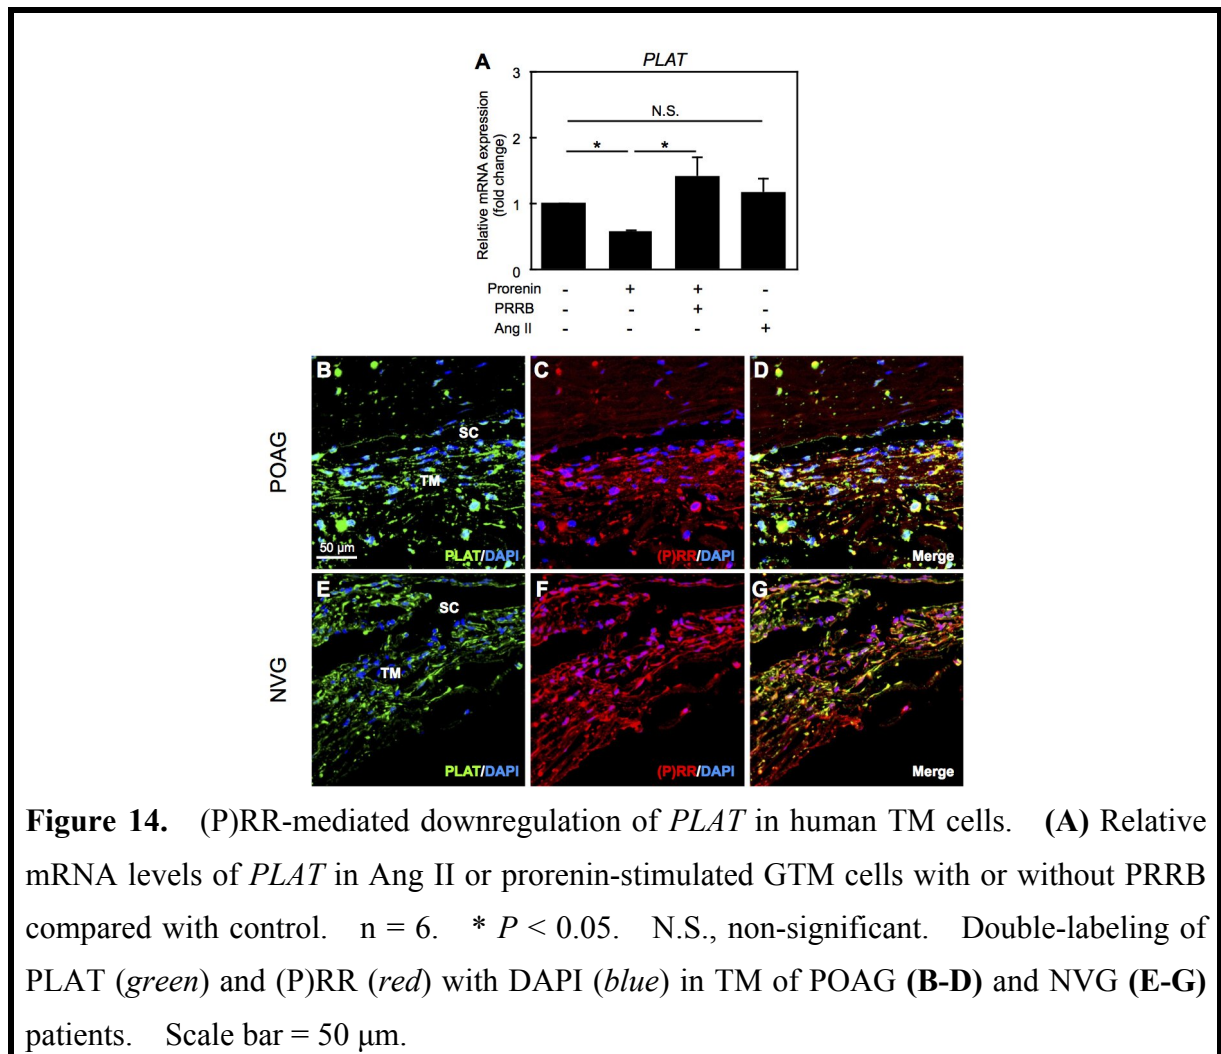 A
PLAT
Relative mRNA expression
(fold change)
3
2
1
0
N.S.
* *
Prorenin - + + -
PRRB - - + -
Ang II - - - +
POAG
B
SC
TM
50 μm
PLAT/DAPI
C
(P)RR/DAPI
D
Merge
NVG
E
SC
TM
PLAT/DAPI
F
(P)RR/DAPI
G
Merge
Figure 14. (P)RR-mediated downregulation of PLAT in human TM cells. (A) Relative
mRNA levels of PLAT in Ang II or prorenin-stimulated GTM cells with or without PRRB
compared with control. n = 6. * P < 0.05. N.S., non-significant. Double-labeling of
PLAT (green) and (P)RR (red) with DAPI (blue) in TM of POAG (B-D) and NVG (E-G)
patients. Scale bar = 50 μm.